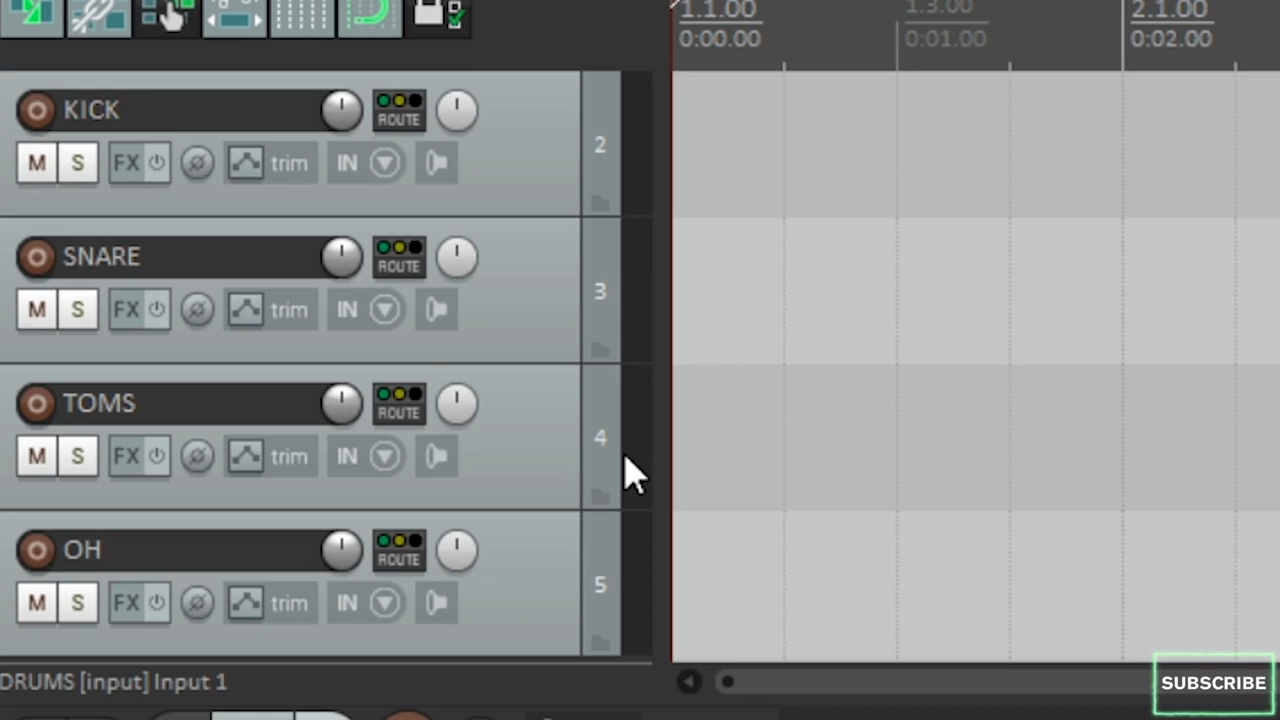 1.1.00 1.3.00 2.1.00
0:00.00 0:01.00 0:02.00
KICK ROUTE
M S FX trim IN
2
SNARE ROUTE
M S FX trim IN
3
TOMS ROUTE
M S FX trim IN
4
OH ROUTE
M S FX trim IN
5
DRUMS [input] Input 1
SUBSCRIBE